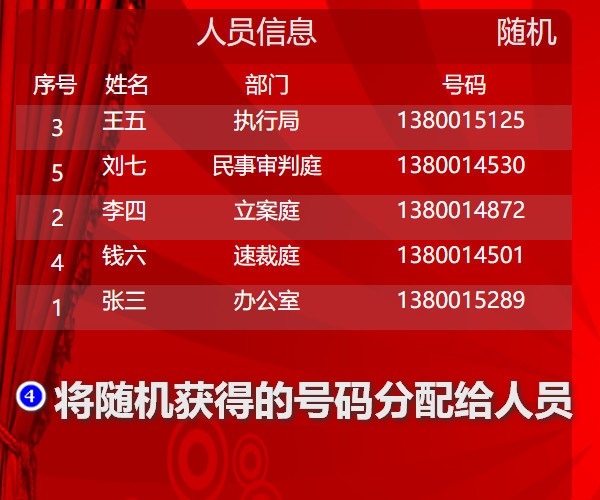 人员信息 随机
序号 姓名 部门 号码
3 王五 执行局 1380015125
5 刘七 民事审判庭 1380014530
2 李四 立案庭 1380014872
4 钱六 速裁庭 1380014501
1 张三 办公室 1380015289
4 将随机获得的号码分配给人员